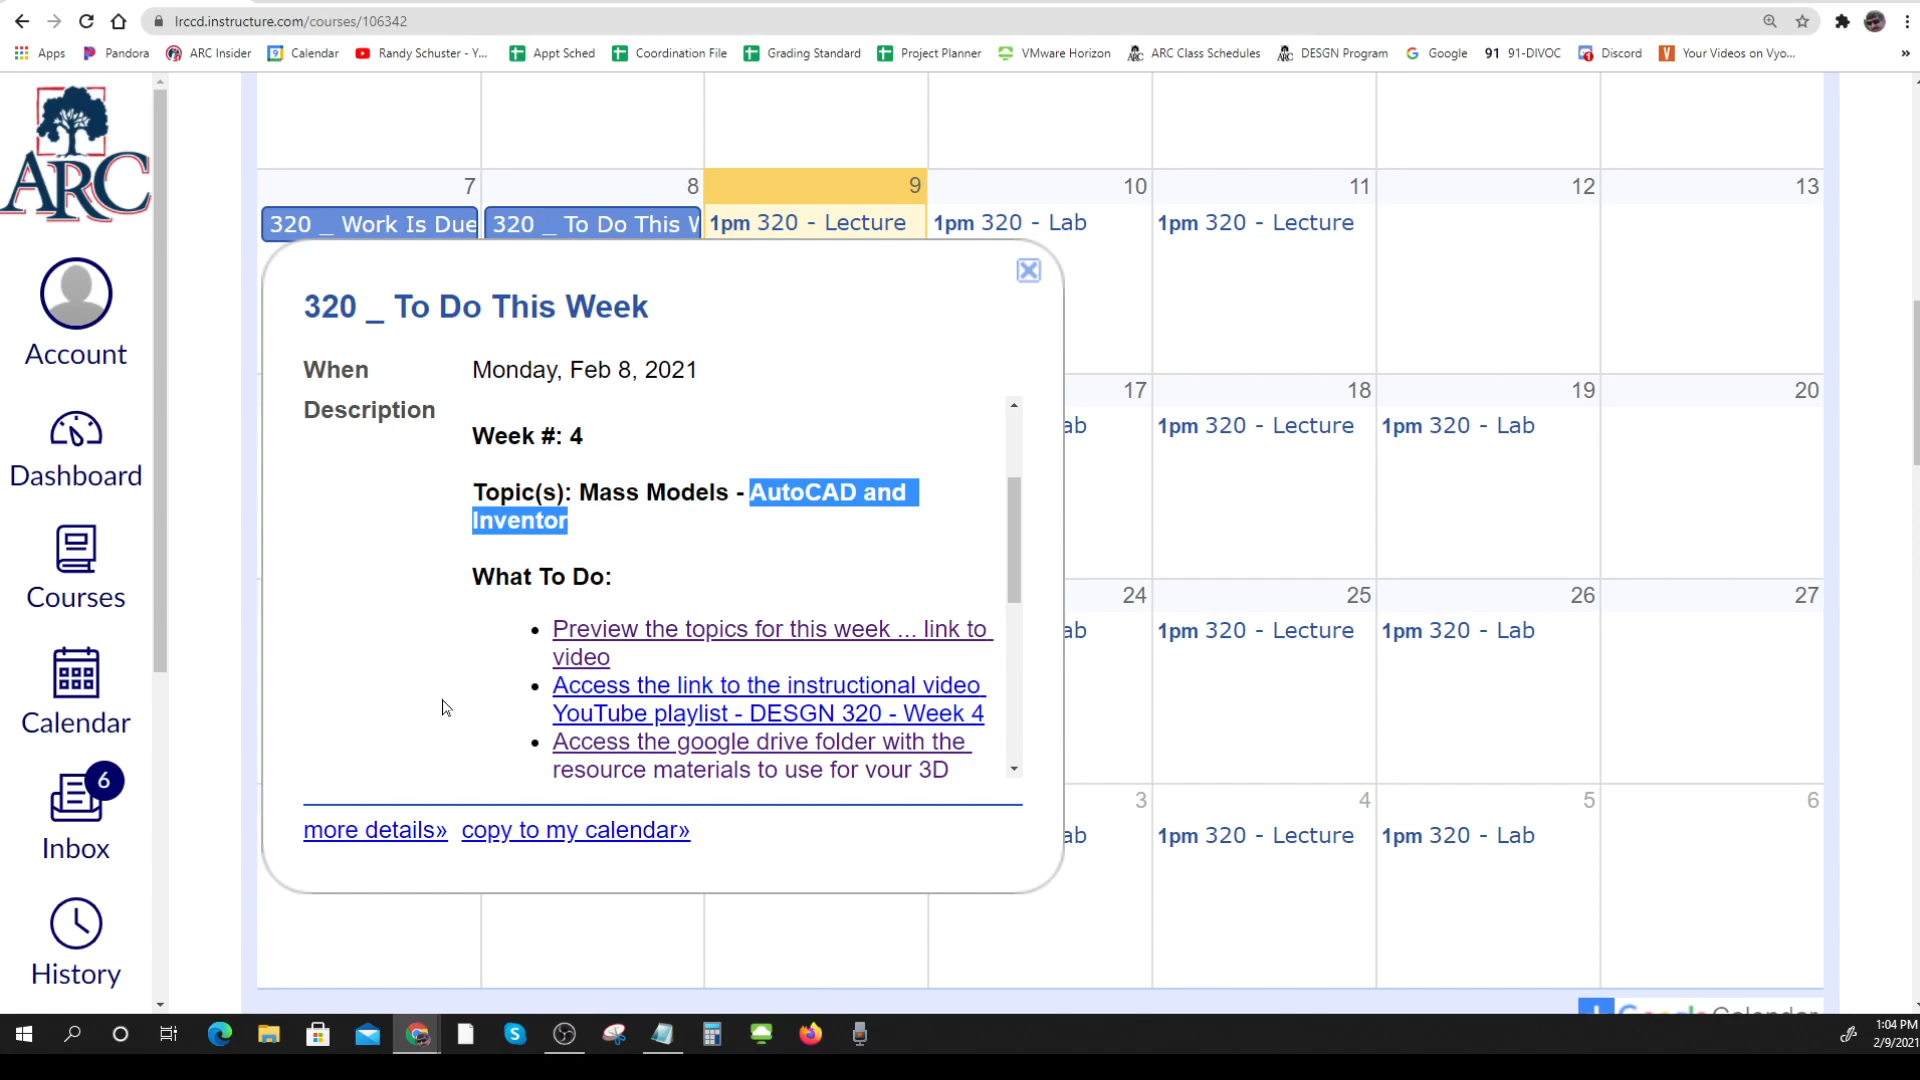 lrccd.instructure.com/courses/106342
Apps
Pandora
ARC Insider
Calendar
Randy Schuster - Y...
Appt Sched
Coordination File
Grading Standard
Project Planner
VMware Horizon
ARC Class Schedules
DESGN Program
Google
91 91-DIVOC
Discord
Your Videos on Vyo...
»
ARC
Account
Dashboard
Courses
Calendar
6
Inbox
History
7
8
9
10
11
12
13
320 _ Work Is Due
320 _ To Do This W
1pm 320 - Lecture
1pm 320 - Lab
1pm 320 - Lecture
320 _ To Do This Week
When
Monday, Feb 8, 2021
Description
Week #: 4
Topic(s): Mass Models - AutoCAD and
Inventor
What To Do:
• Preview the topics for this week ... link to
video
• Access the link to the instructional video
YouTube playlist - DESGN 320 - Week 4
• Access the google drive folder with the
resource materials to use for your 3D
more details»
copy to my calendar»
17
18
19
20
ab
1pm 320 - Lecture
1pm 320 - Lab
24
25
26
27
ab
1pm 320 - Lecture
1pm 320 - Lab
3
4
5
6
ab
1pm 320 - Lecture
1pm 320 - Lab
Google Calendar
1:04 PM
2/9/2021